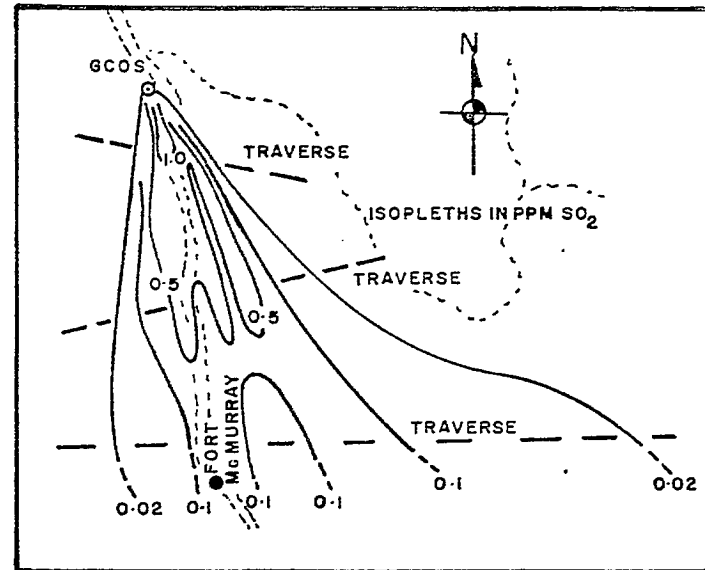 N
GCOS
TRAVERSE
1.0
ISOPLETHS IN PPM SO2
TRAVERSE
0.5
0.5
TRAVERSE
FORT
McMURRAY
0.02
0.1
0.1
0.1
0.1
0.02